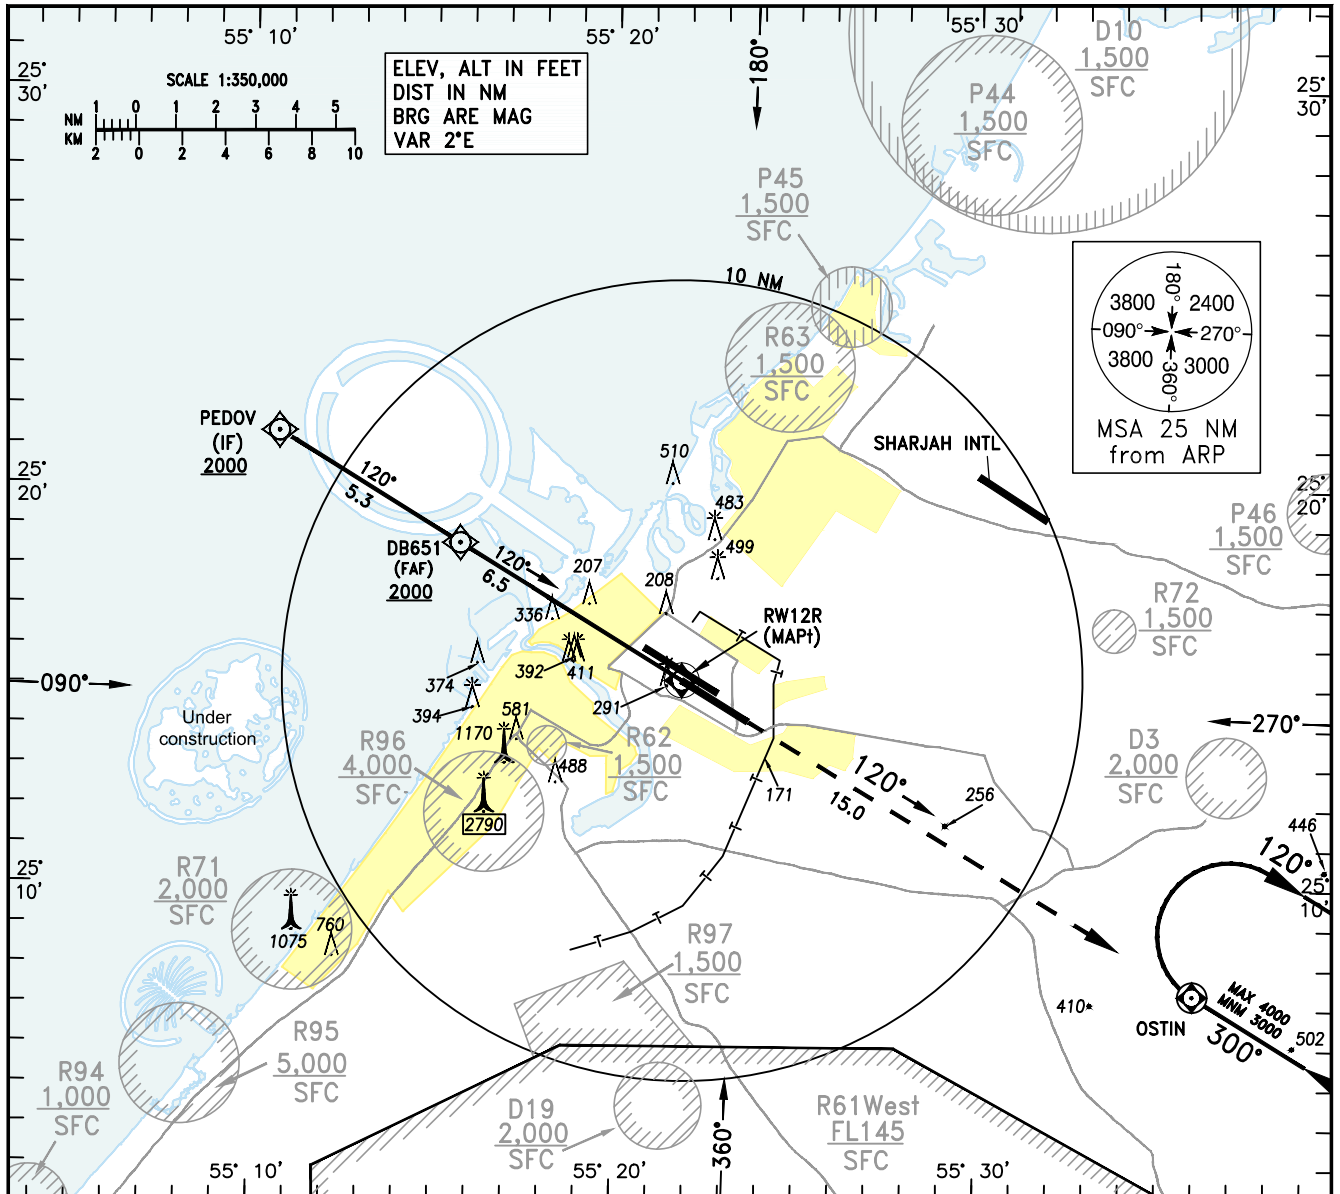 55° 10'
55° 20'
55° 30'
25°
30'
25°
30'
SCALE 1:350,000
NM
1 0 1 2 3 4 5
KM
2 0 2 4 6 8 10
ELEV, ALT IN FEET
DIST IN NM
BRG ARE MAG
VAR 2°E
180°
D10
1,500
SFC
P44
1,500
SFC
P45
1,500
SFC
10 NM
R63
1,500
SFC
180°
3800 2400
090° 270°
3800 3000
360°
MSA 25 NM
from ARP
PEDOV
(IF)
2000
120°
5.3
SHARJAH INTL
25°
20'
25°
20'
510
483
499
P46
1,500
SFC
DB651
(FAF)
2000
120°
6.5
207
208
336
RW12R
(MAPt)
R72
1,500
SFC
392
411
374
394
291
090°
270°
Under
construction
581
1170
R96
4,000
SFC
R62
1,500
SFC
488
171
D3
2,000
SFC
120°
15.0
256
2790
446
120°
25°
10'
25°
10'
R71
2,000
SFC
1075
760
R97
1,500
SFC
410
OSTIN
MAX 4000
MNM 3000
300°
502
R95
5,000
SFC
R94
1,000
SFC
D19
2,000
SFC
360°
R61West
FL145
SFC
55° 10'
55° 20'
55° 30'